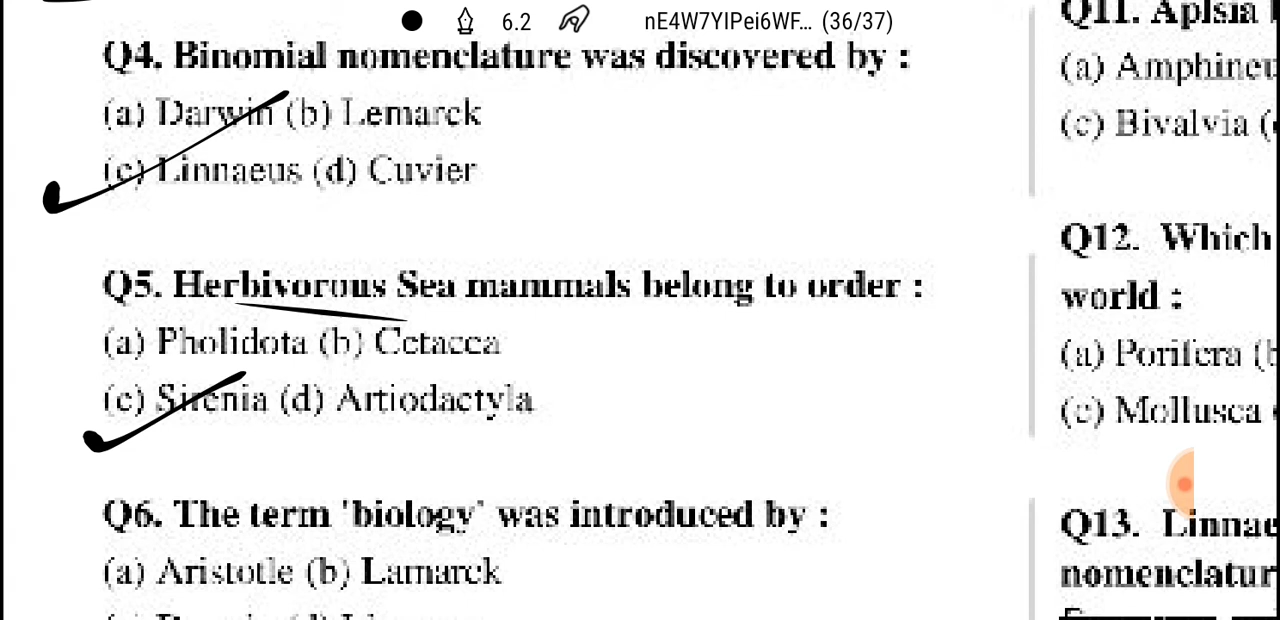 6.2 nE4W7YIPei6WF... (36/37)
Q4. Binomial nomenclature was discovered by :
(a) Darwin (b) Lemarck
(c) Linnaeus (d) Cuvier
Q5. Herbivorous Sea mammals belong to order :
(a) Pholidota (b) Cetacea
(c) Sirenia (d) Artiodactyla
Q6. The term 'biology' was introduced by :
(a) Aristotle (b) Lamarck
Q11. Aplsia
(a) Amphineu
(c) Bivalvia (
Q12. Which
world :
(a) Porifera (b
(c) Mollusca
Q13. Linnae
nomenclatur